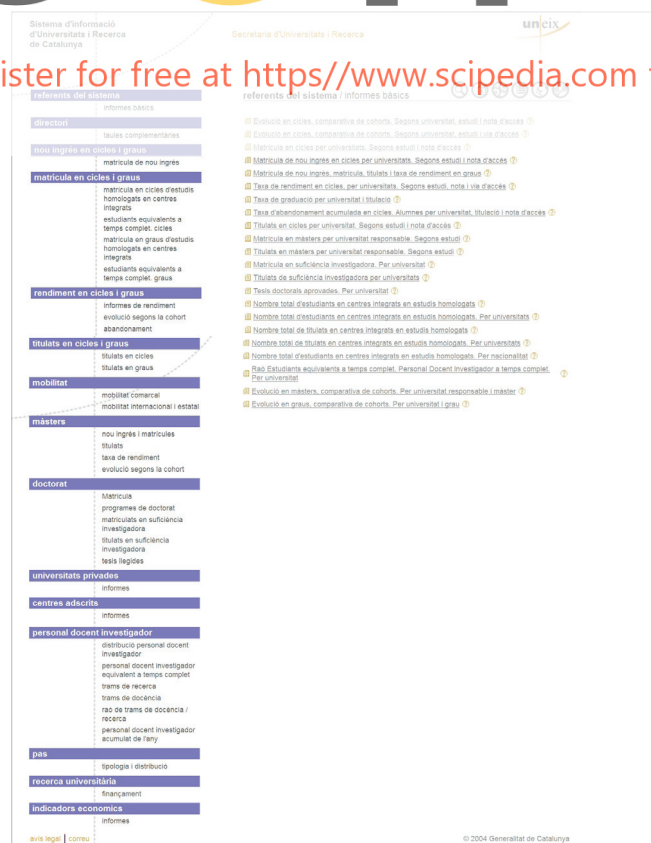 Sistema d'informació
d'Universitats i Recerca
de Catalunya
Secretaria d'Universitats i Recerca
uneix
ister for free at https//www.scipedia.com
referents del sistema
informes bàsics
directori
taules complementàries
nou ingrés en cicles i graus
matrícula de nou ingrés
matrícula en cicles i graus
matrícula en cicles d'estudis
homologats en centres
integrats
estudiants equivalents a
temps complet. cicles
matrícula en graus d'estudis
homologats en centres
integrats
estudiants equivalents a
temps complet. graus
rendiment en cicles i graus
informes de rendiment
evolució segons la cohort
abandonament
titulats en cicles i graus
titulats en cicles
titulats en graus
mobilitat
mobilitat comarcal
mobilitat internacional i estatal
màsters
nou ingrés i matrícules
titulats
taxa de rendiment
evolució segons la cohort
doctorat
Matrícula
programes de doctorat
matriculats en suficiència
investigadora
titulats en suficiència
investigadora
tesis llegides
universitats privades
informes
centres adscrits
informes
personal docent investigador
distribució personal docent
investigador
personal docent investigador
equivalent a temps complet
trams de recerca
trams de docència
raó de trams de docència /
recerca
personal docent investigador
acumulat de l'any
pas
tipologia i distribució
recerca universitària
finançament
indicadors economics
informes
referents del sistema / informes bàsics
Evolució en cicles, comparativa de cohorts. Segons universitat, estudi i nota d'accés
Evolució en cicles, comparativa de cohorts. Segons universitat, estudi i via d'accés
Matrícula en cicles per universitats. Segons estudi i nota d'accés
Matrícula de nou ingrés en cicles per universitats. Segons estudi i nota d'accés
Matrícula de nou ingrés, matrícula, titulats i taxa de rendiment en graus
Taxa de rendiment en cicles, per universitats. Segons estudi, nota i via d'accés
Taxa de graduació per universitat i titulació
Taxa d'abandonament acumulada en cicles. Alumnes per universitat, titulació i nota d'accés
Titulats en cicles per universitat. Segons estudi i nota d'accés
Matrícula en màsters per universitat responsable. Segons estudi
Titulats en màsters per universitat responsable. Segons estudi
Matrícula en suficiència investigadora. Per universitat
Titulats de suficiència investigadora per universitats
Tesis doctorals aprovades. Per universitat
Nombre total d'estudiants en centres integrats en estudis homologats
Nombre total d'estudiants en centres integrats en estudis homologats. Per universitats
Nombre total de titulats en centres integrats en estudis homologats
Nombre total de titulats en centres integrats en estudis homologats. Per universitats
Nombre total d'estudiants en centres integrats en estudis homologats. Per nacionalitat
Raó Estudiants equivalents a temps complet. Personal Docent Investigador a temps complet.
Per universitat
Evolució en màsters, comparativa de cohorts. Per universitat responsable i màster
Evolució en graus, comparativa de cohorts. Per universitat i grau
avís legal | correu
© 2004 Generalitat de Catalunya